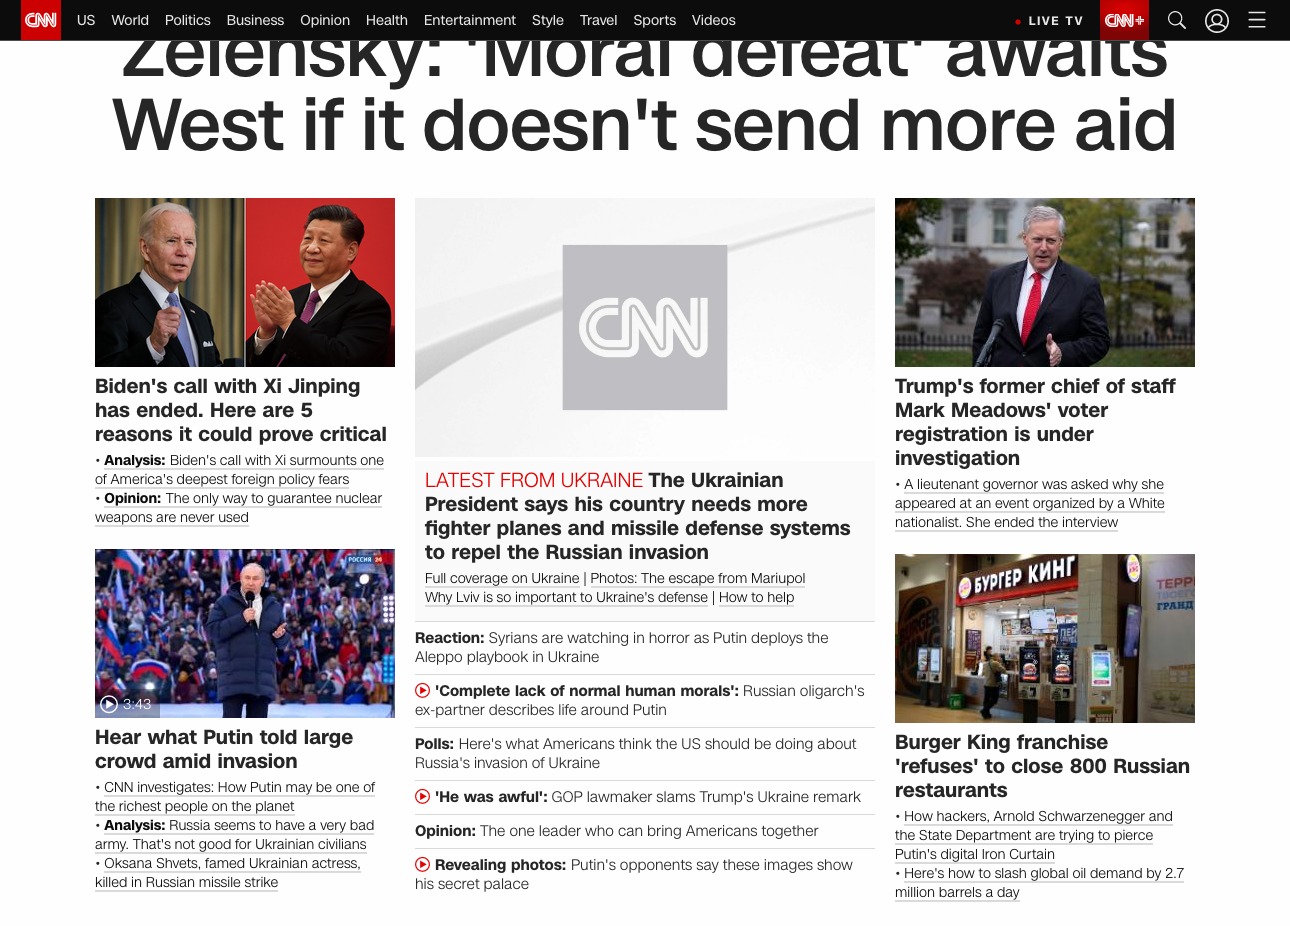 CNN US World Politics Business Opinion Health Entertainment Style Travel Sports Videos LIVE TV CNN+
Zelensky: 'Moral defeat' awaits
West if it doesn't send more aid
Biden's call with Xi Jinping
has ended. Here are 5
reasons it could prove critical
• Analysis: Biden's call with Xi surmounts one
of America's deepest foreign policy fears
• Opinion: The only way to guarantee nuclear
weapons are never used
РОССИЯ 24
3:43
Hear what Putin told large
crowd amid invasion
• CNN investigates: How Putin may be one of
the richest people on the planet
• Analysis: Russia seems to have a very bad
army. That's not good for Ukrainian civilians
• Oksana Shvets, famed Ukrainian actress,
killed in Russian missile strike
CNN
LATEST FROM UKRAINE The Ukrainian
President says his country needs more
fighter planes and missile defense systems
to repel the Russian invasion
Full coverage on Ukraine | Photos: The escape from Mariupol
Why Lviv is so important to Ukraine's defense | How to help
Reaction: Syrians are watching in horror as Putin deploys the
Aleppo playbook in Ukraine
'Complete lack of normal human morals': Russian oligarch's
ex-partner describes life around Putin
Polls: Here's what Americans think the US should be doing about
Russia's invasion of Ukraine
'He was awful': GOP lawmaker slams Trump's Ukraine remark
Opinion: The one leader who can bring Americans together
Revealing photos: Putin's opponents say these images show
his secret palace
Trump's former chief of staff
Mark Meadows' voter
registration is under
investigation
• A lieutenant governor was asked why she
appeared at an event organized by a White
nationalist. She ended the interview
БУРГЕР КИНГ
ГРАНД
Burger King franchise
'refuses' to close 800 Russian
restaurants
• How hackers, Arnold Schwarzenegger and
the State Department are trying to pierce
Putin's digital Iron Curtain
• Here's how to slash global oil demand by 2.7
million barrels a day